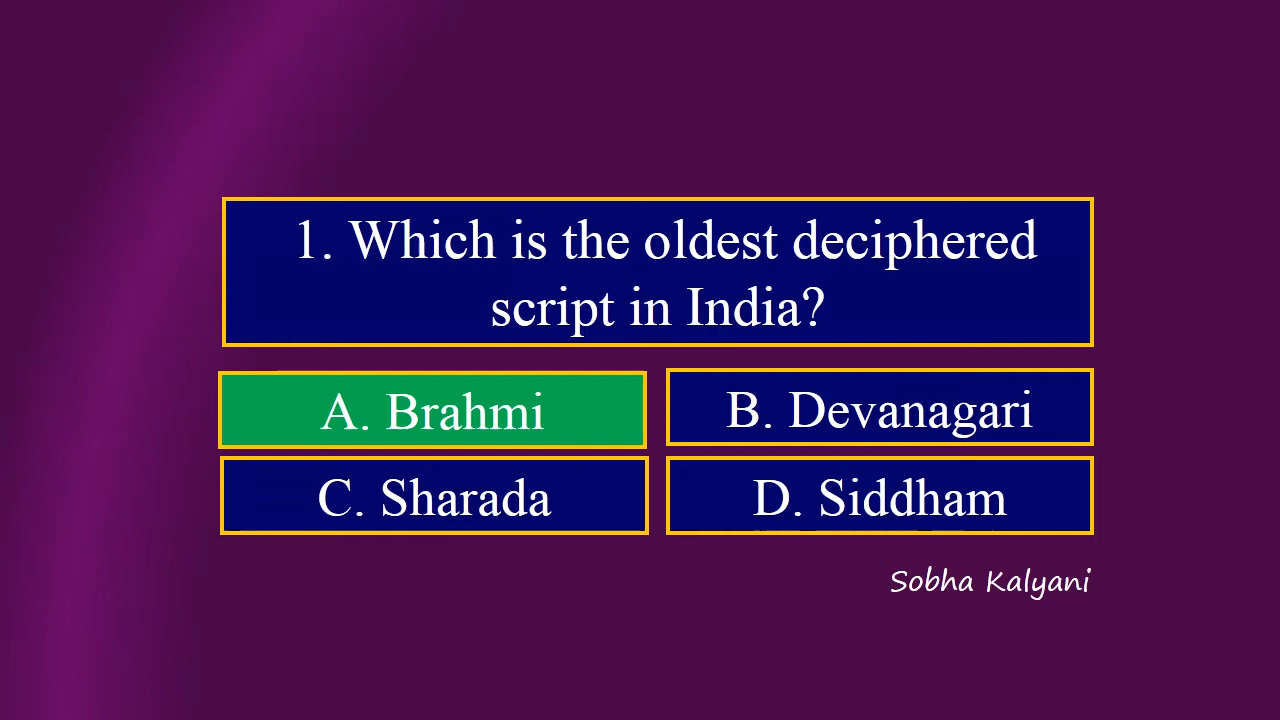 1. Which is the oldest deciphered
script in India?
A. Brahmi
B. Devanagari
C. Sharada
D. Siddham
Sobha Kalyani